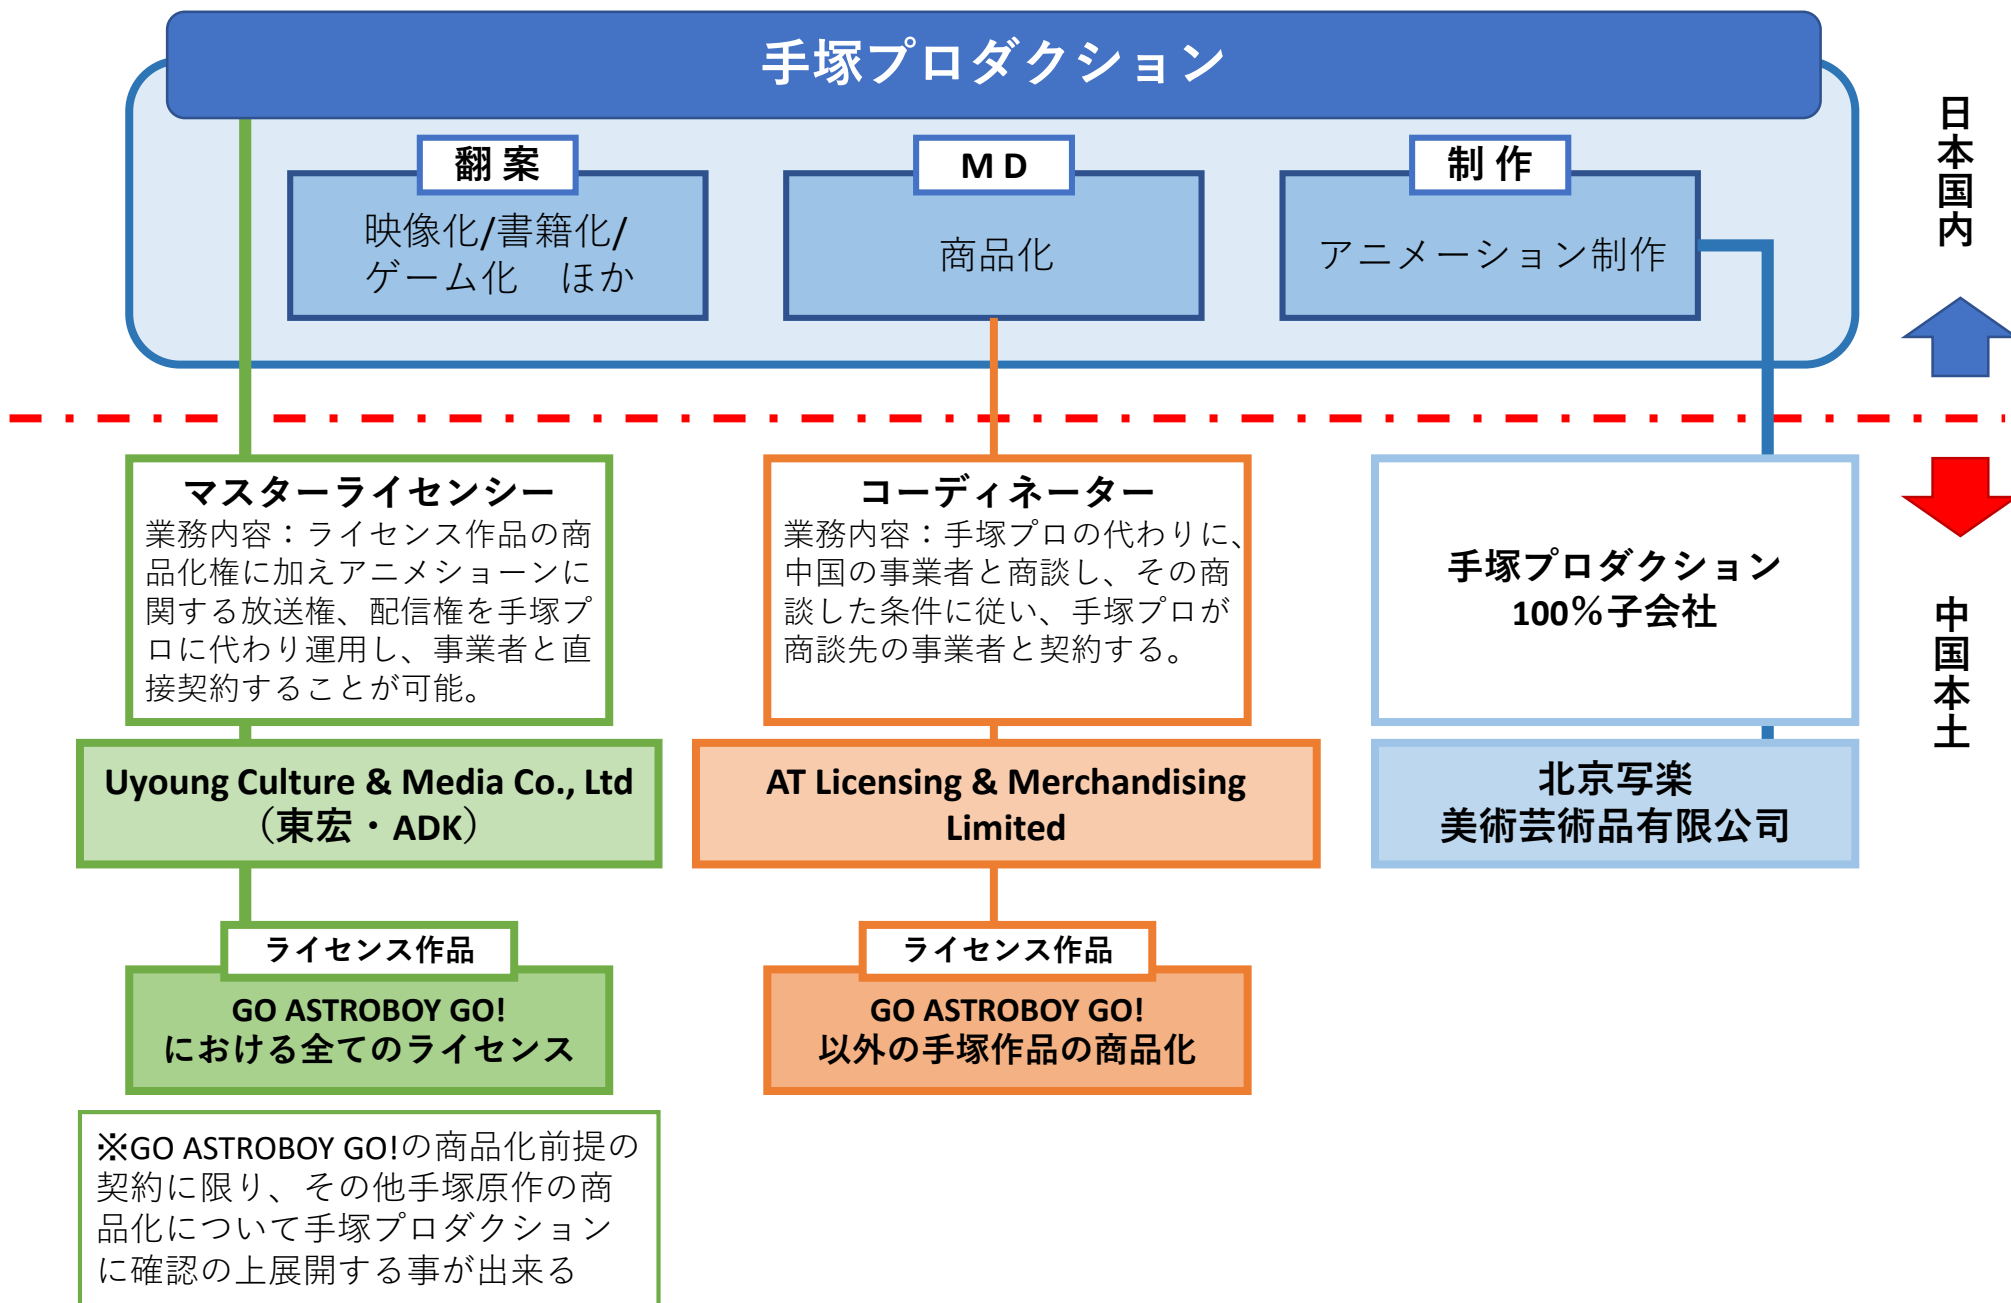 手塚プロダクション
翻 案
映像化/書籍化/
ゲーム化　ほか
M D
商品化
制 作
アニメーション制作
日本国内
マスターライセンシー
業務内容：ライセンス作品の商
品化権に加えアニメショーンに
関する放送権、配信権を手塚プ
ロに代わり運用し、事業者と直
接契約することが可能。
Uyoung Culture & Media Co., Ltd
（東宏・ADK）
ライセンス作品
GO ASTROBOY GO!
における全てのライセンス
※GO ASTROBOY GO!の商品化前提の
契約に限り、その他手塚原作の商
品化について手塚プロダクション
に確認の上展開する事が出来る
コーディネーター
業務内容：手塚プロの代わりに、
中国の事業者と商談し、その商
談した条件に従い、手塚プロが
商談先の事業者と契約する。
AT Licensing & Merchandising
Limited
ライセンス作品
GO ASTROBOY GO!
以外の手塚作品の商品化
手塚プロダクション
100％子会社
北京写楽
美術芸術品有限公司
中国本土